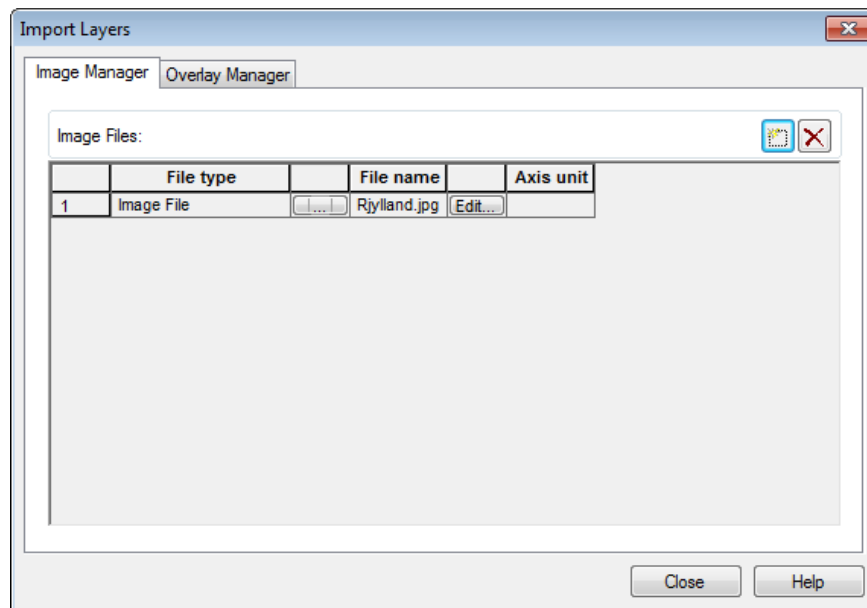 Import Layers
Image Manager Overlay Manager
Image Files:
File type File name Axis unit
1 Image File ... Rjylland.jpg Edit...
Close Help